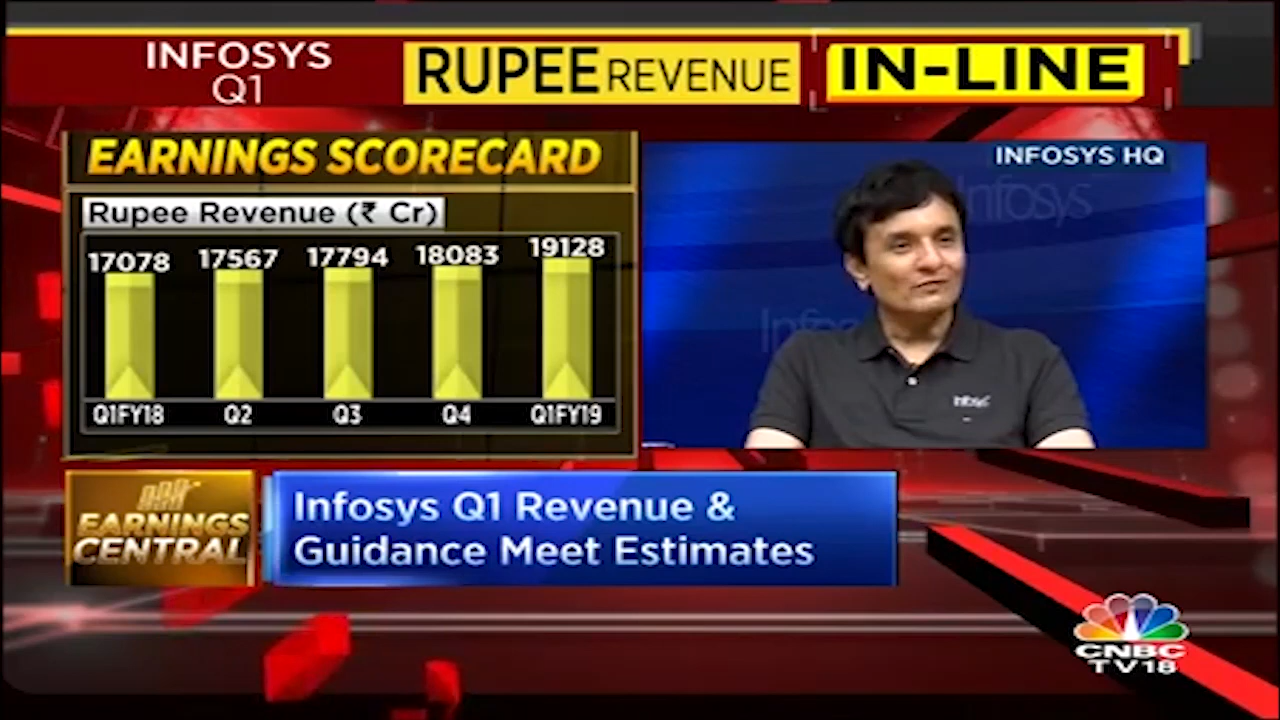 INFOSYS
Q1
RUPEE REVENUE
IN-LINE
EARNINGS SCORECARD
Rupee Revenue (₹ Cr)
17078 17567 17794 18083 19128
Q1FY18 Q2 Q3 Q4 Q1FY19
INFOSYS HQ
Infosys
EARNINGS
CENTRAL
Infosys Q1 Revenue &
Guidance Meet Estimates
CNBC
TV18